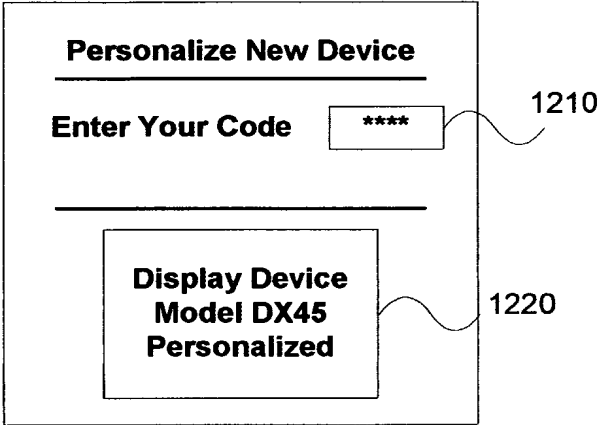 Personalize New Device
Enter Your Code ****
1210
Display Device
Model DX45
Personalized
1220